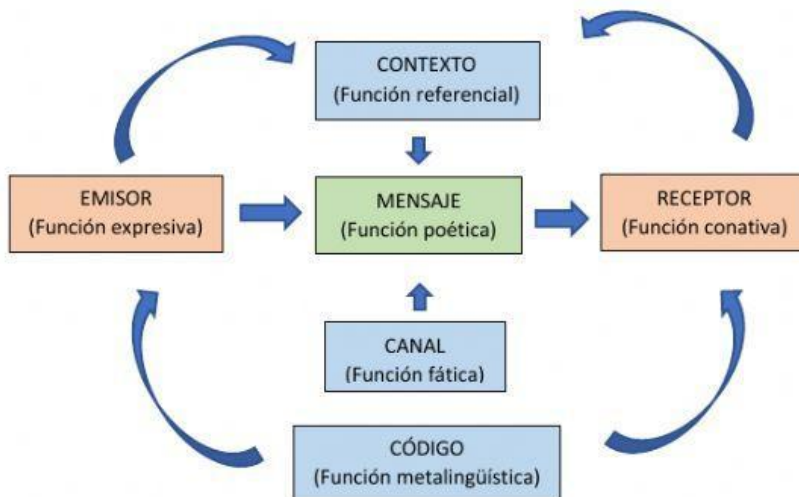 CONTEXTO
(Función referencial)
EMISOR
(Función expresiva)
MENSAJE
(Función poética)
RECEPTOR
(Función conativa)
CANAL
(Función fática)
CÓDIGO
(Función metalingüística)